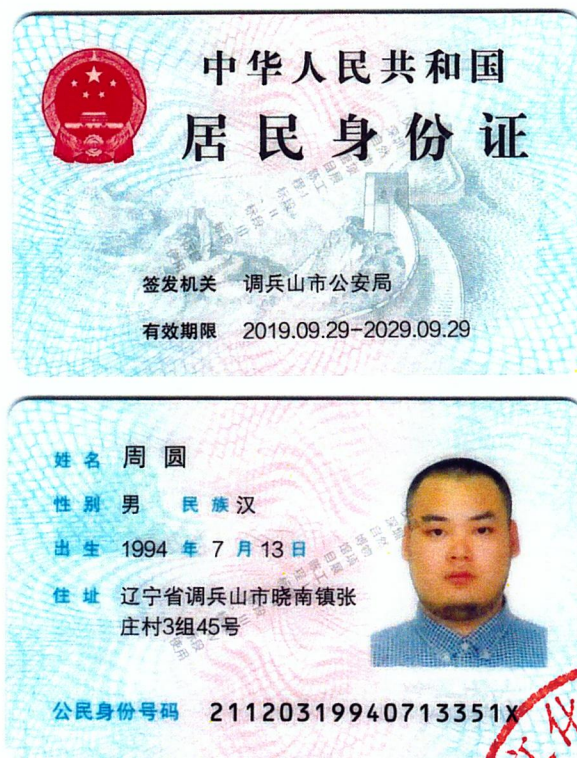 中华人民共和国
居民身份证
签发机关 调兵山市公安局
有效期限 2019.09.29-2029.09.29
姓名 周圆
性别 男 民族 汉
出生 1994 年 7 月 13 日
住址 辽宁省调兵山市晓南镇张
庄村3组45号
公民身份号码 21120319940713351X